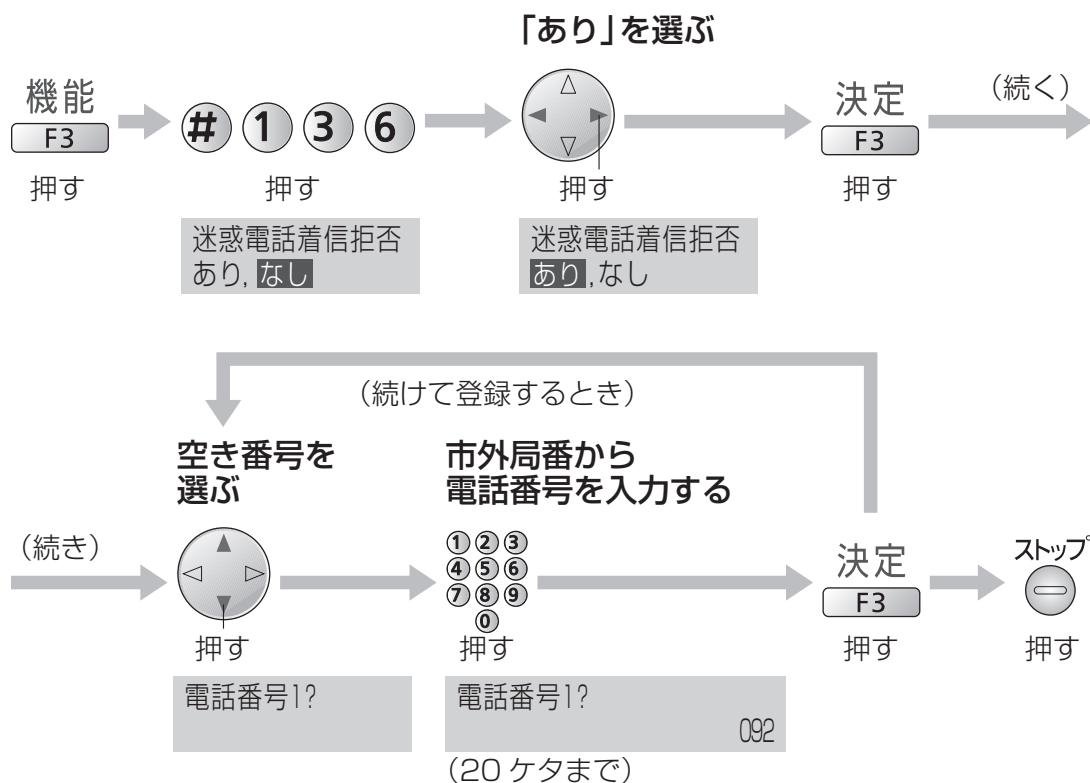 「あり」を選ぶ
機能
F3
押す
# 1 3 6
押す
迷惑電話着信拒否
あり, なし
押す
迷惑電話着信拒否
あり,なし
決定
F3
押す
(続く)
(続けて登録するとき)
(続き)
空き番号を
選ぶ
押す
電話番号1?
市外局番から
電話番号を入力する
1 2 3
4 5 6
7 8 9
0
押す
電話番号1?
092
(20 ケタまで)
決定
F3
押す
ストップ
押す